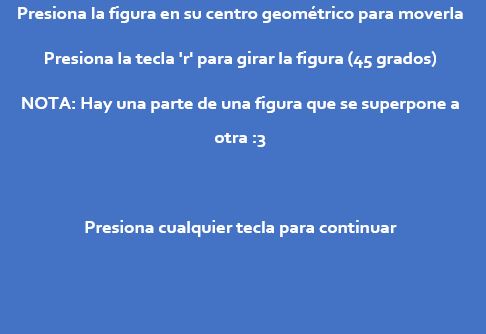 Presiona la figura en su centro geométrico para moverla
Presiona la tecla 'r' para girar la figura (45 grados)
NOTA: Hay una parte de una figura que se superpone a
otra :3
Presiona cualquier tecla para continuar